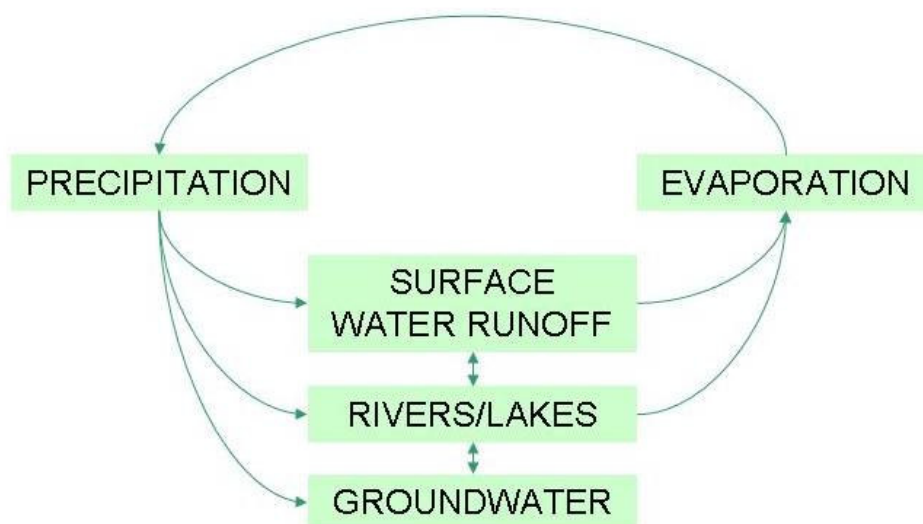 PRECIPITATION
EVAPORATION
SURFACE
WATER RUNOFF
RIVERS/LAKES
GROUNDWATER